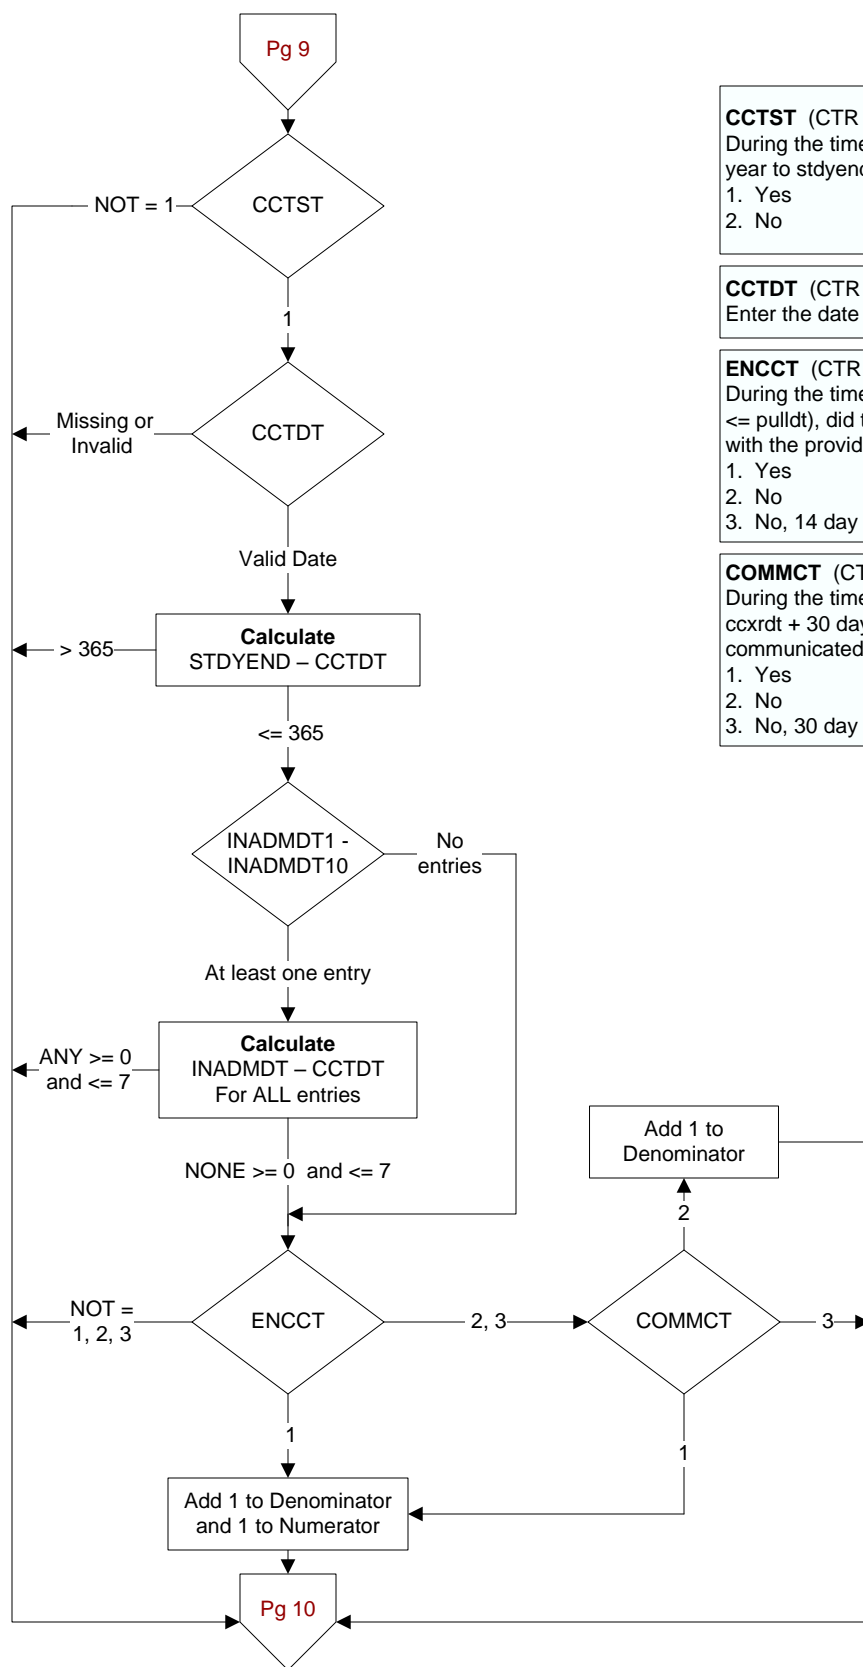 Pg 9
CCTST
NOT = 1
1
CCTDT
Missing or
Invalid
Valid Date
Calculate
STDYEND – CCTDT
> 365
<= 365
INADMDT1 -
INADMDT10
No
entries
At least one entry
Calculate
INADMDT – CCTDT
For ALL entries
ANY >= 0
and <= 7
NONE >= 0 and <= 7
ENCCT
NOT =
1, 2, 3
2, 3
COMMCT
2
Add 1 to
Denominator
3
1
1
Add 1 to Denominator
and 1 to Numerator
Pg 10
CCTST (CTR
During the time
year to stdyend
1. Yes
2. No
CCTDT (CTR
Enter the date
ENCCT (CTR
During the time
<= pulldt), did
with the provid
1. Yes
2. No
3. No, 14 day
COMMCT (CT
During the time
ccxrdt + 30 day
communicated
1. Yes
2. No
3. No, 30 day